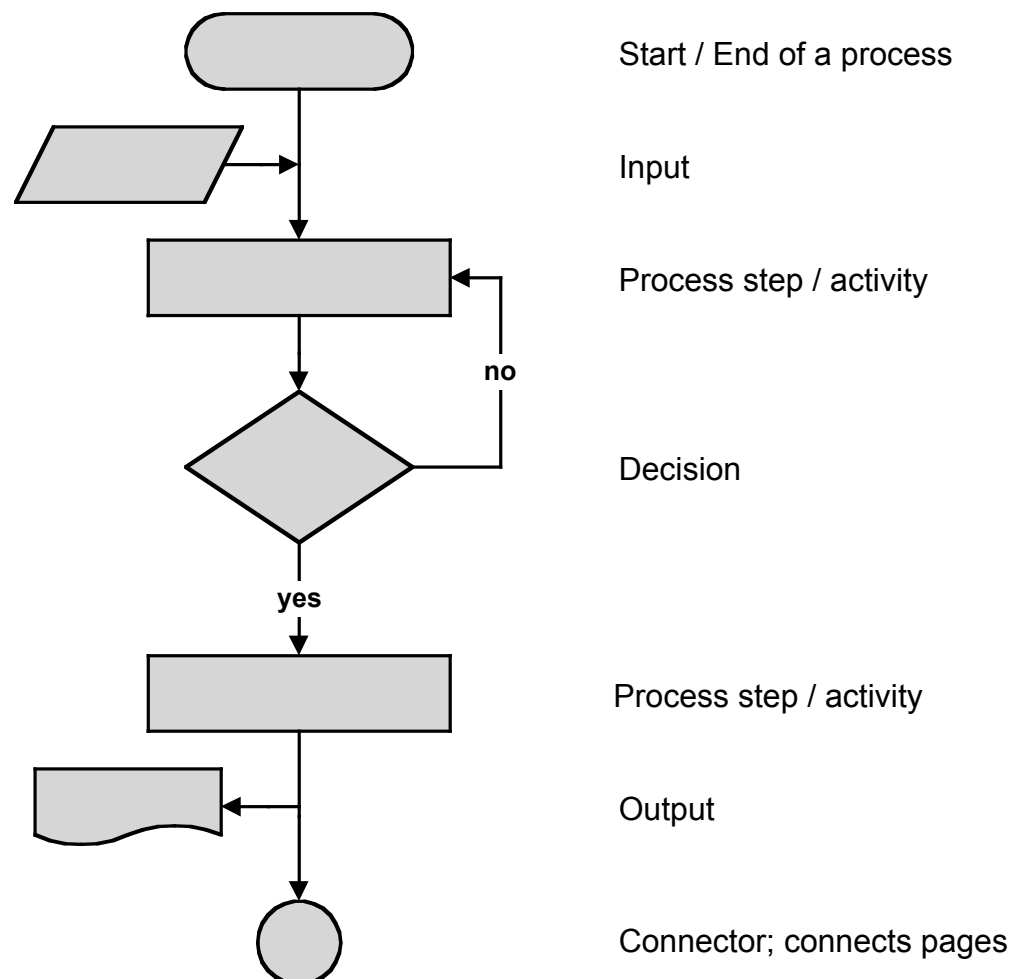 Start / End of a process
Input
Process step / activity
no
Decision
yes
Process step / activity
Output
Connector; connects pages